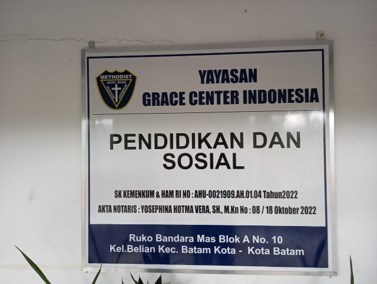 METHODIST
YAYASAN
GRACE CENTER INDONESIA
PENDIDIKAN DAN
SOSIAL
SK KEMENKUM & HAM RI NO : AHU-0021909.AH.01.04 Tahun2022
AKTA NOTARIS : YOSEPHINA HOTMA VERA, SH., M.Kn No : 08 / 18 Oktober 2022
Ruko Bandara Mas Blok A No. 10
Kel.Belian Kec. Batam Kota - Kota Batam